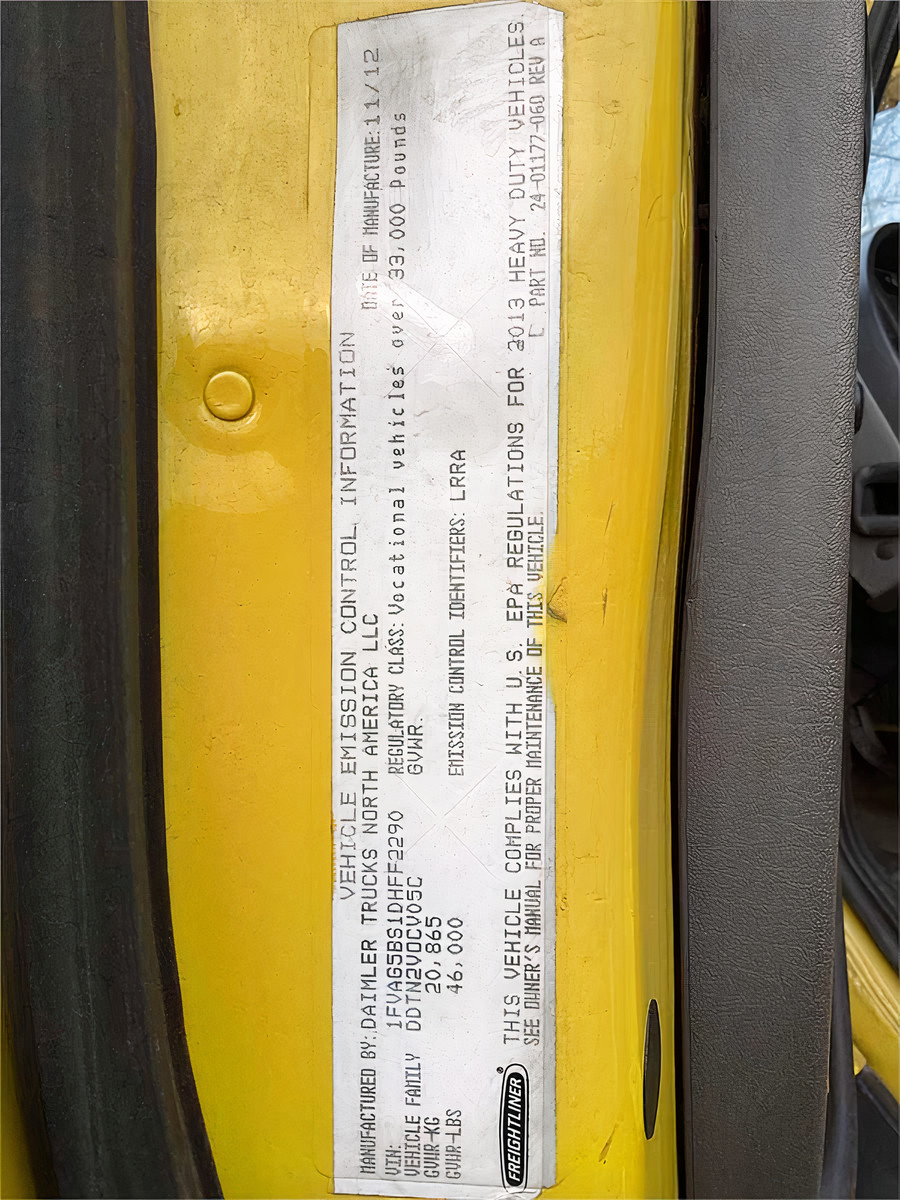 VEHICLE EMISSION CONTROL INFORMATION
MANUFACTURED BY: DAIMLER TRUCKS NORTH AMERICA LLC DATE OF MANUFACTURE: 11/12
VIN: 1FVAG5BS1DHFF2290 REGULATORY CLASS: Vocational vehicles over 33,000 Pounds
VEHICLE FAMILY DDTN2VOCV05C GVWR.
GVWR-KG 20,865
GVWR-LBS 46,000 EMISSION CONTROL IDENTIFIERS: LRRA
FREIGHTLINER® THIS VEHICLE COMPLIES WITH U.S. EPA REGULATIONS FOR 2013 HEAVY DUTY VEHICLES.
SEE OWNER'S MANUAL FOR PROPER MAINTENANCE OF THIS VEHICLE. [ PART NO. 24-01177-060 REV A